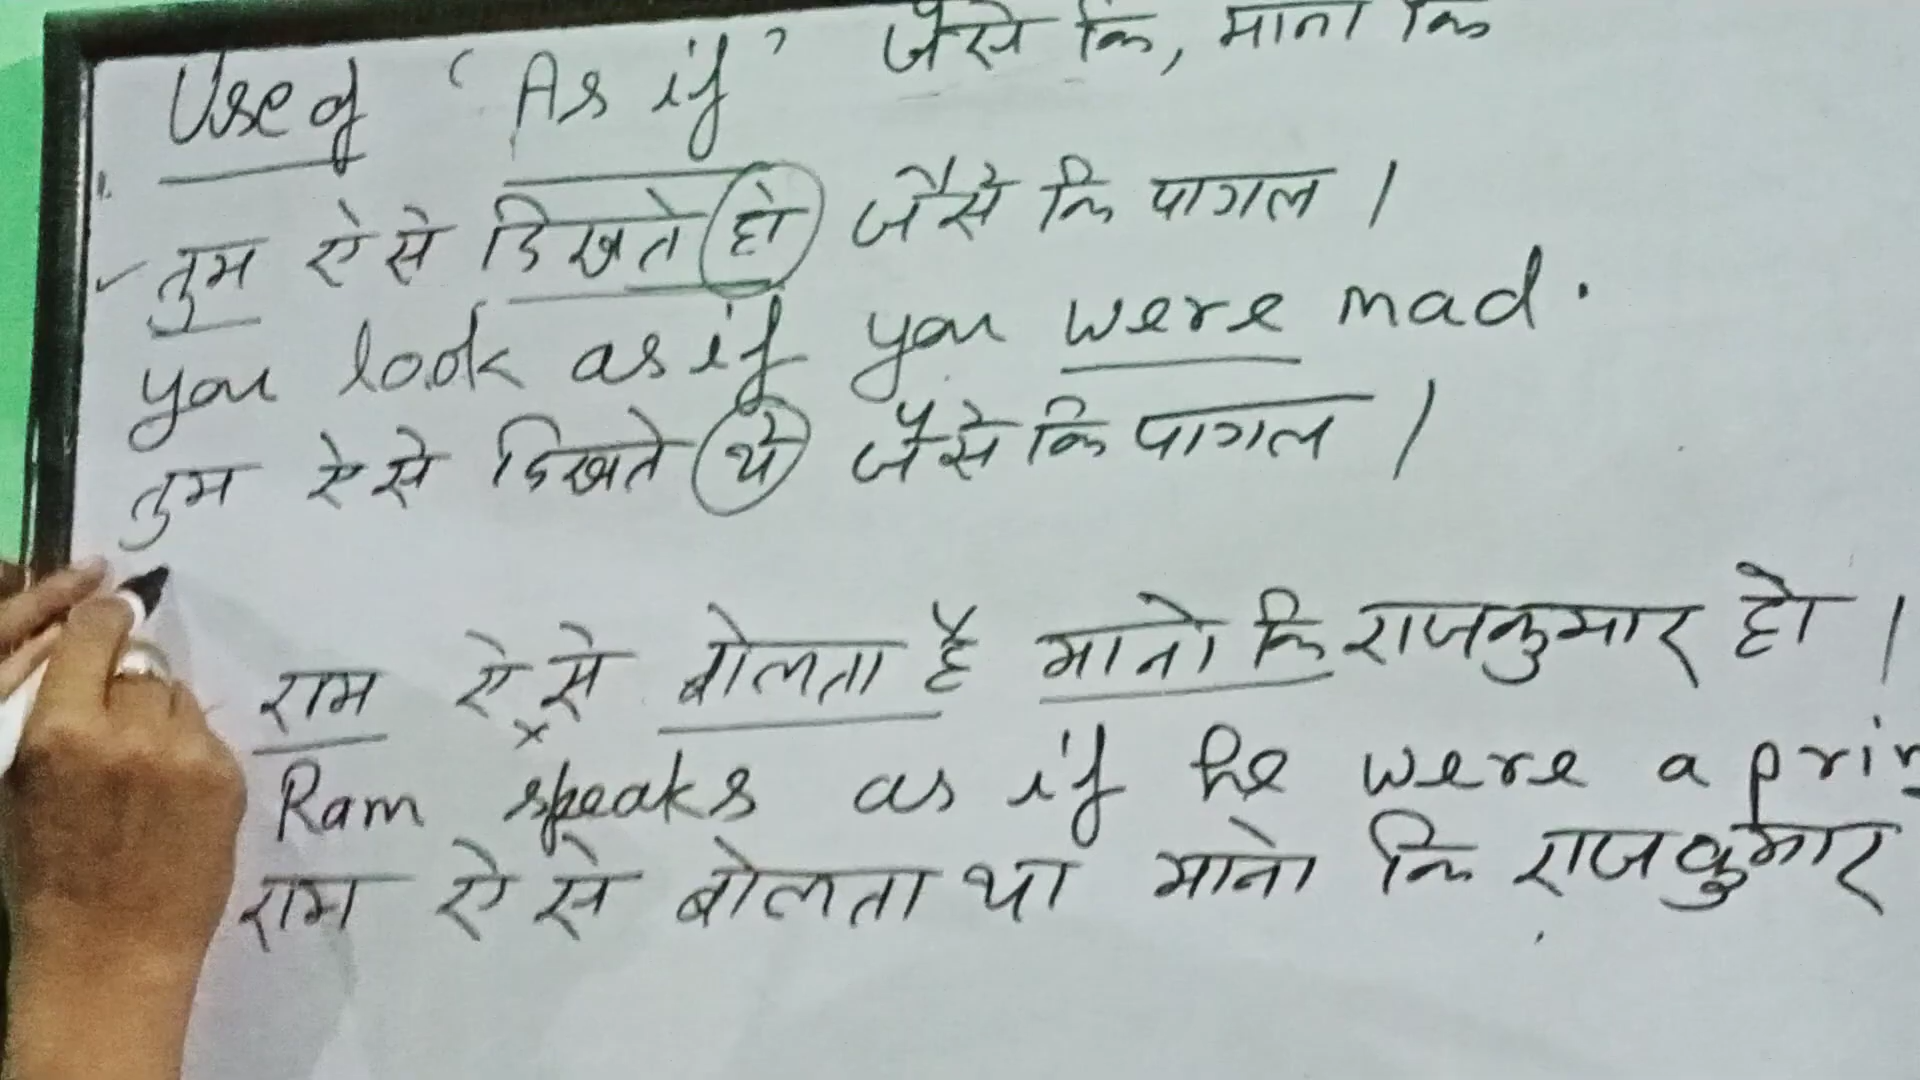 Use of 'As if' जैसे कि, मानो कि
1. तुम ऐसे दिखते हो जैसे कि पागल ।
you look as if you were mad.
तुम ऐसे दिखते थे जैसे कि पागल ।
राम ऐसे बोलता है मानो कि राजकुमार हो ।
Ram speaks as if he were a prin
राम ऐसे बोलता था मानो कि राजकुमार